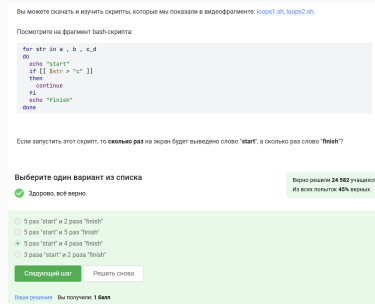 Вы можете скачать и изучить скрипты, которые мы показали в видеофрагменте: loops1.sh, loops2.sh.
Посмотрите на фрагмент bash-скрипта:
for str in a , b , c_d
do
echo "start"
if [[ $str > "c" ]]
then
continue
fi
echo "finish"
done
Если запустить этот скрипт, то сколько раз на экран будет выведено слово "start", а сколько раз слово "finish"?
Выберите один вариант из списка
Здорово, всё верно.
Верно решили 24 582 учащихся
Из всех попыток 45% верных
5 раз "start" и 2 раза "finish"
5 раз "start" и 5 раз "finish"
5 раз "start" и 4 раза "finish"
3 раза "start" и 2 раза "finish"
Следующий шаг
Решить снова
Ваши решения Вы получили: 1 балл